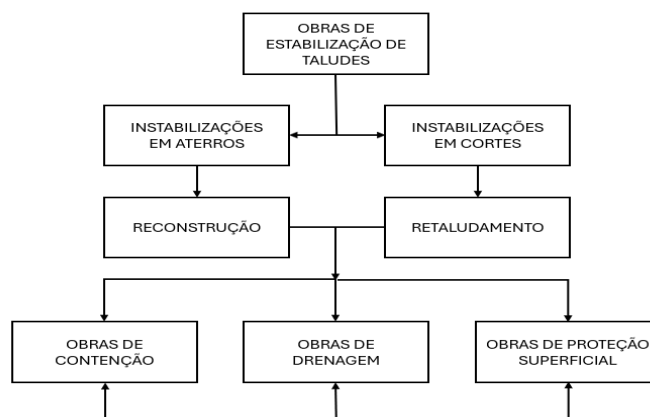 OBRAS DE
ESTABILIZAÇÃO DE
TALUDES
INSTABILIZAÇÕES
EM ATERROS
INSTABILIZAÇÕES
EM CORTES
RECONSTRUÇÃO
RETALUDAMENTO
OBRAS DE
CONTENÇÃO
OBRAS DE
DRENAGEM
OBRAS DE PROTEÇÃO
SUPERFICIAL